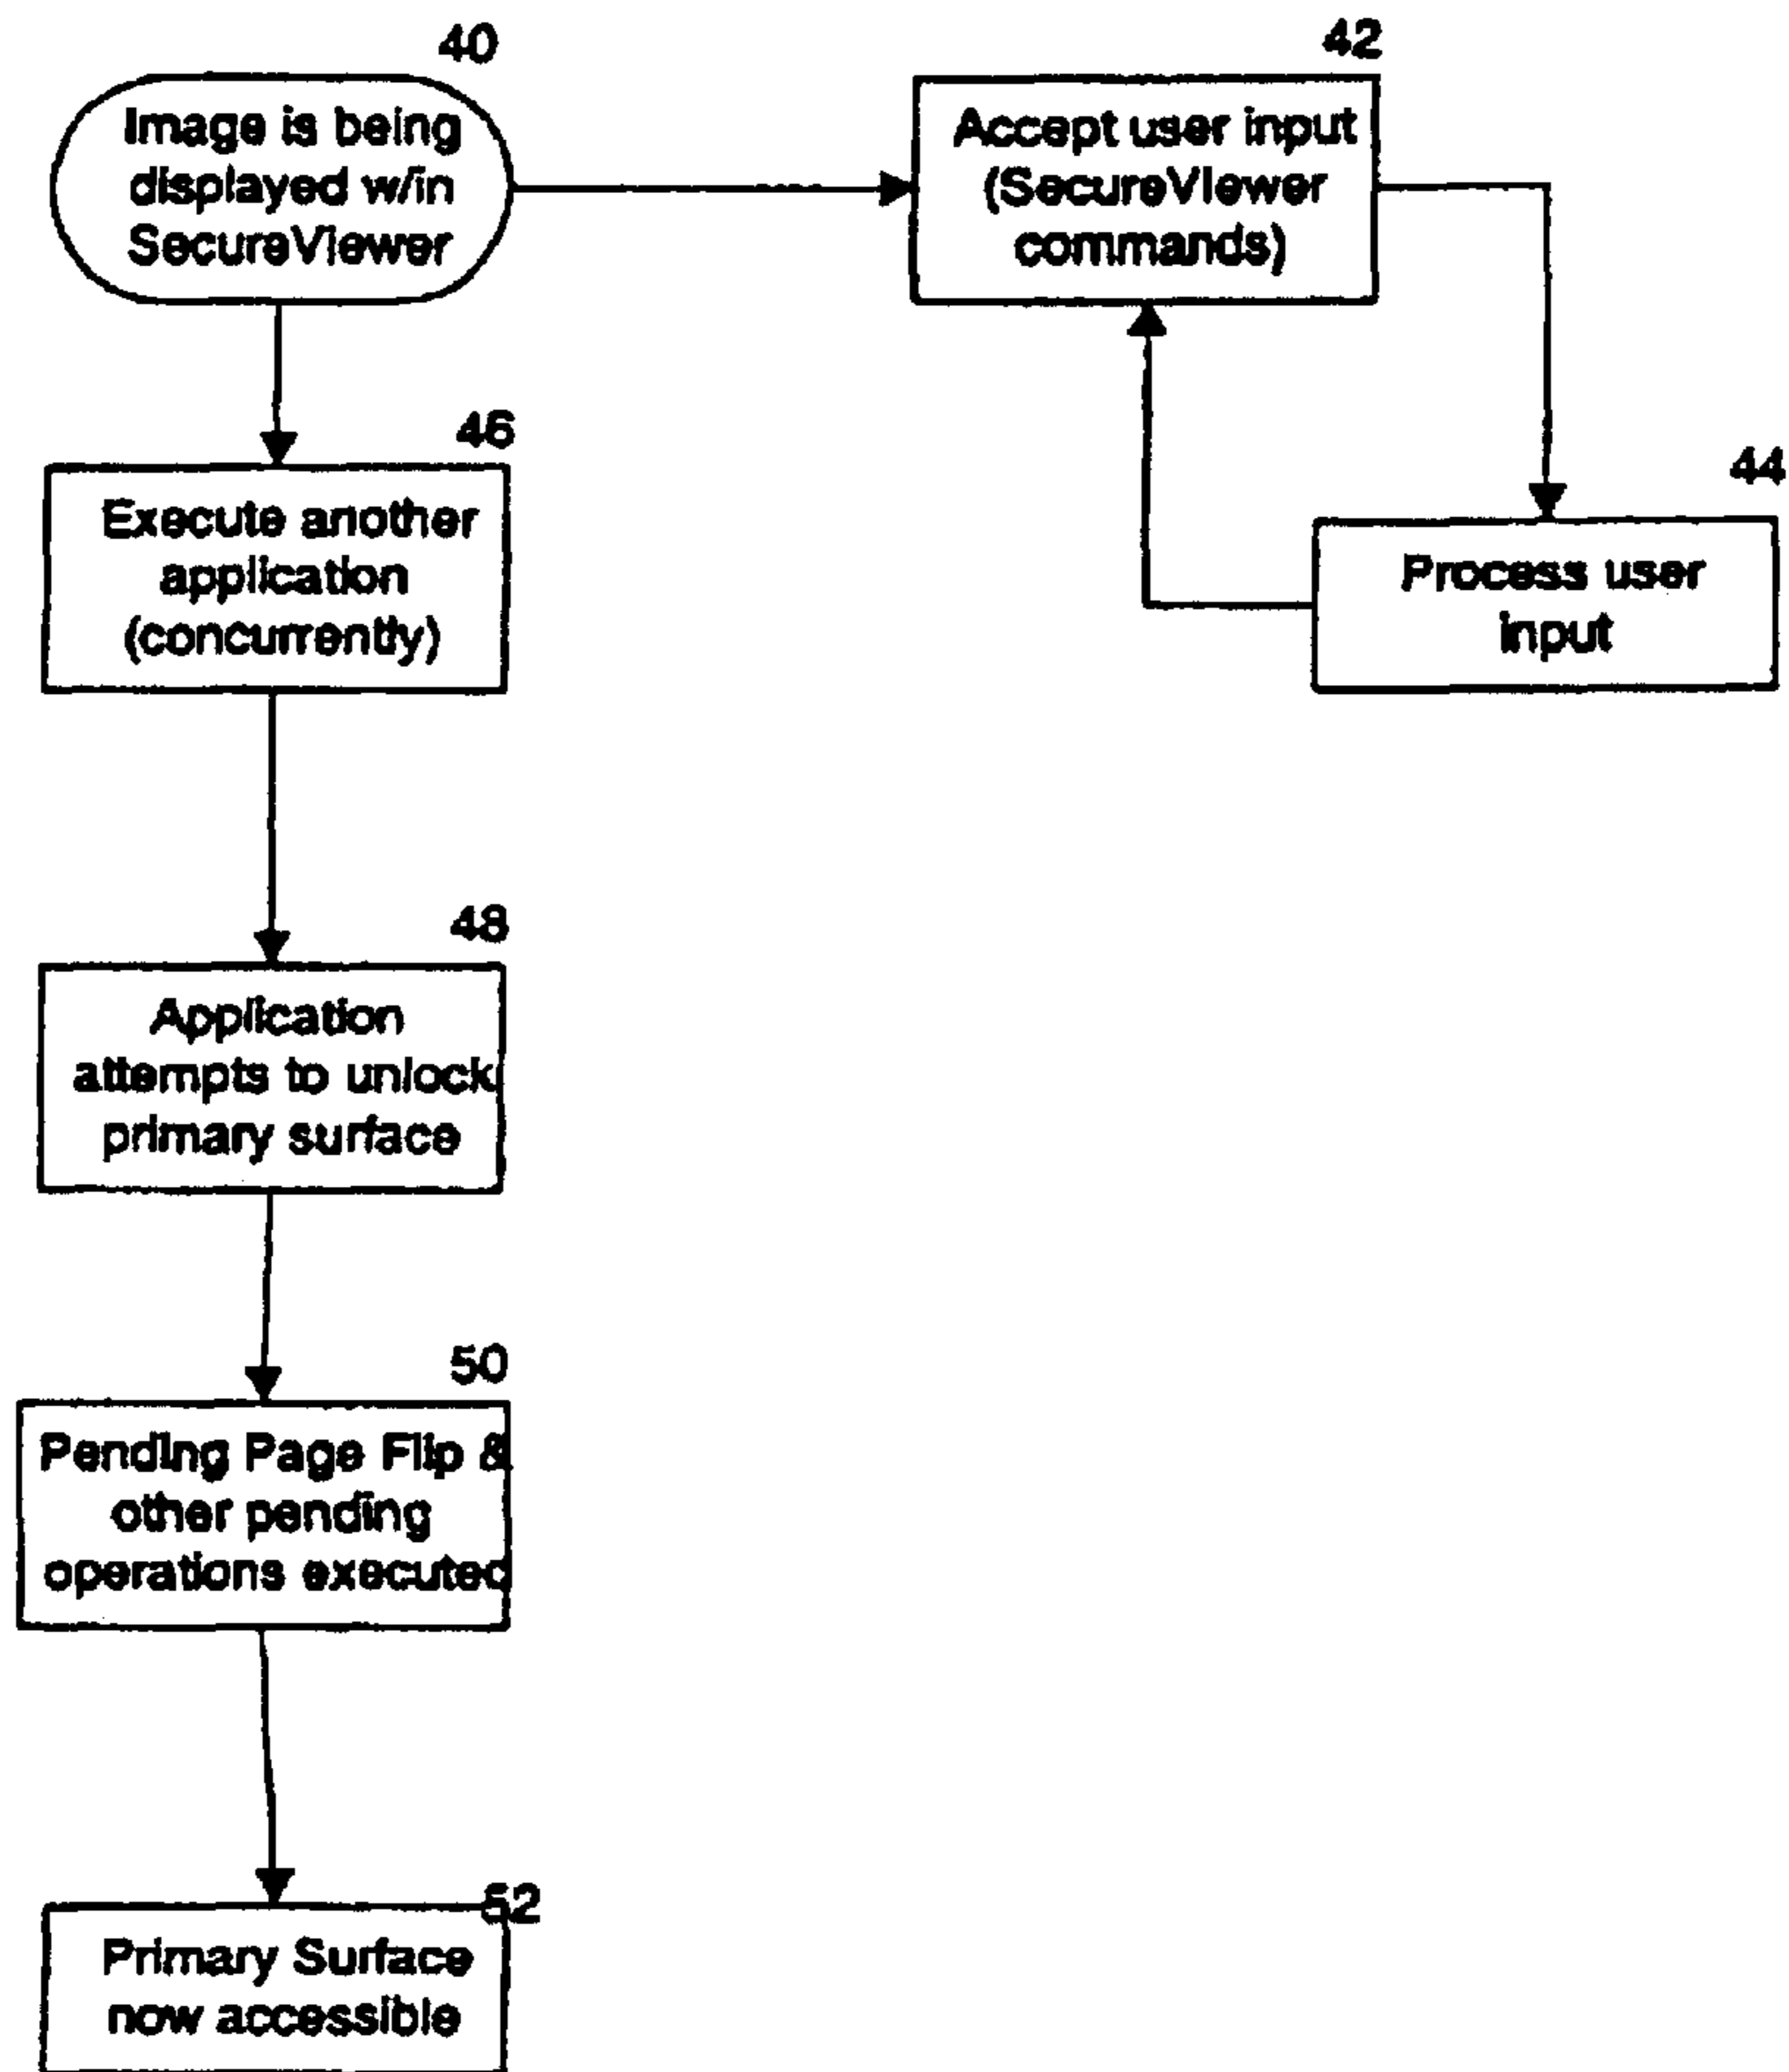 40
Image is being
displayed w/in
SecureViewer
42
Accept user input
(SecureViewer
commands)
44
Process user
input
46
Execute another
application
(concurrently)
48
Application
attempts to unlock
primary surface
50
Pending Page Flip &
other pending
operations executed
52
Primary Surface
now accessible